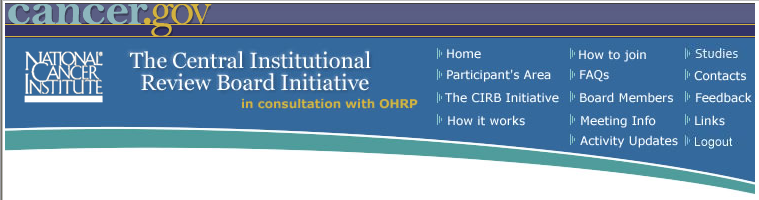 cancer.gov
NATIONAL
CANCER
INSTITUTE
The Central Institutional
Review Board Initiative
in consultation with OHRP
Home
Participant's Area
The CIRB Initiative
How it works
How to join
FAQs
Board Members
Meeting Info
Activity Updates
Studies
Contacts
Feedback
Links
Logout